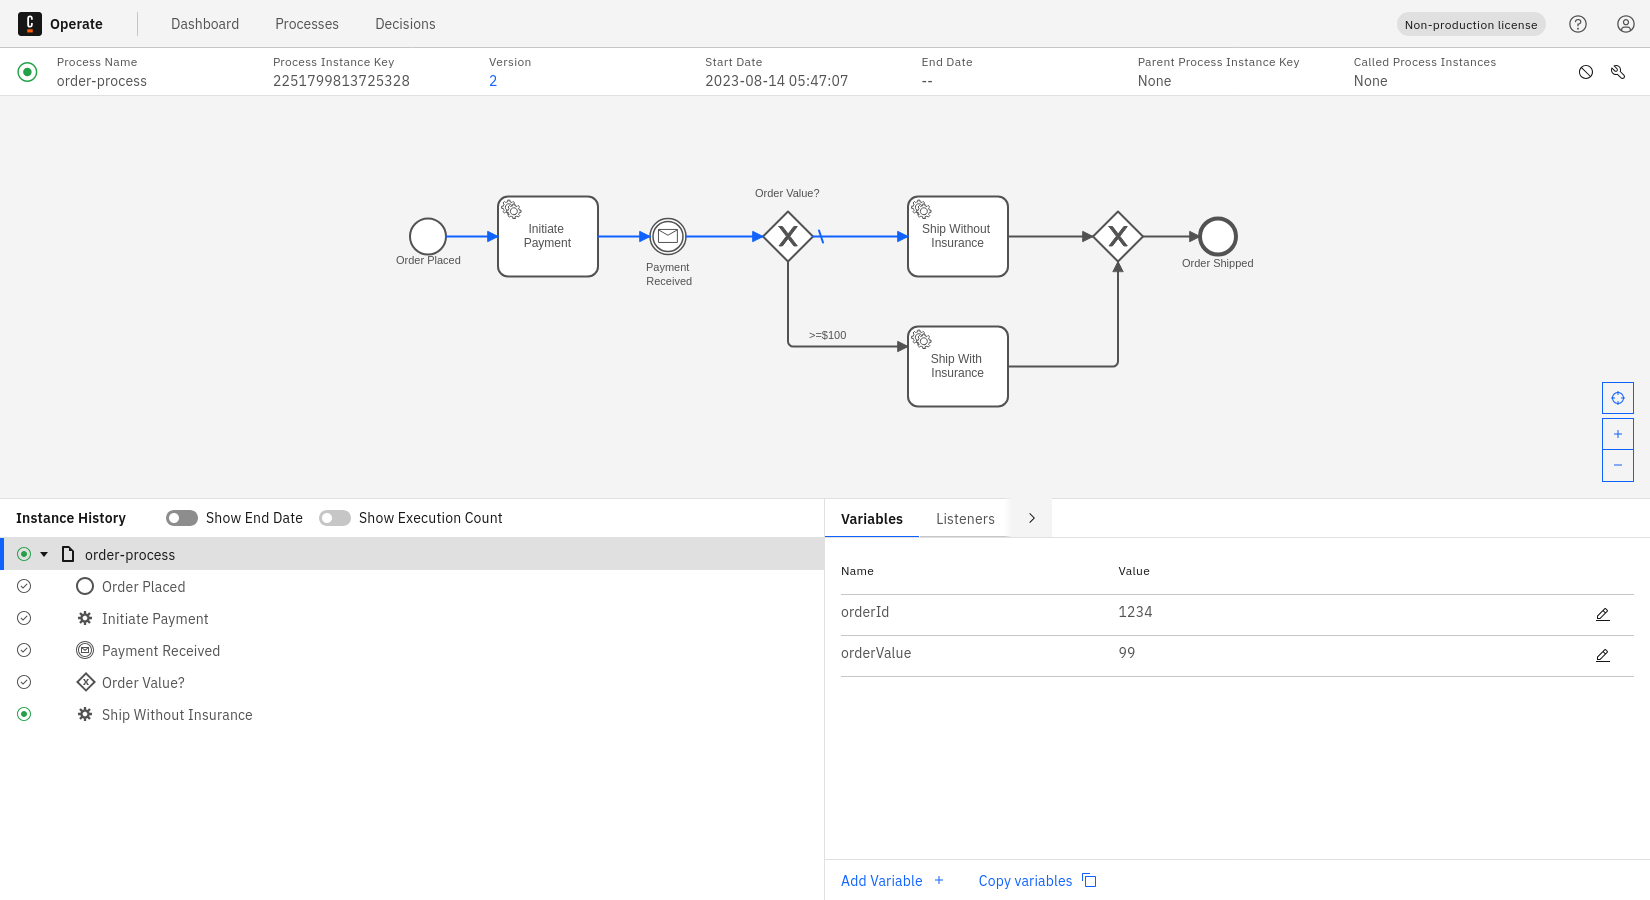 Operate
Dashboard
Processes
Decisions
Non-production license
Process Name
order-process
Process Instance Key
2251799813725328
Version
2
Start Date
2023-08-14 05:47:07
End Date
--
Parent Process Instance Key
None
Called Process Instances
None
Order Placed
Initiate
Payment
Payment
Received
Order Value?
>=$100
Ship Without
Insurance
Ship With
Insurance
Order Shipped
Instance History
Show End Date
Show Execution Count
order-process
Order Placed
Initiate Payment
Payment Received
Order Value?
Ship Without Insurance
Variables
Listeners
Name
Value
orderId
1234
orderValue
99
Add Variable
Copy variables